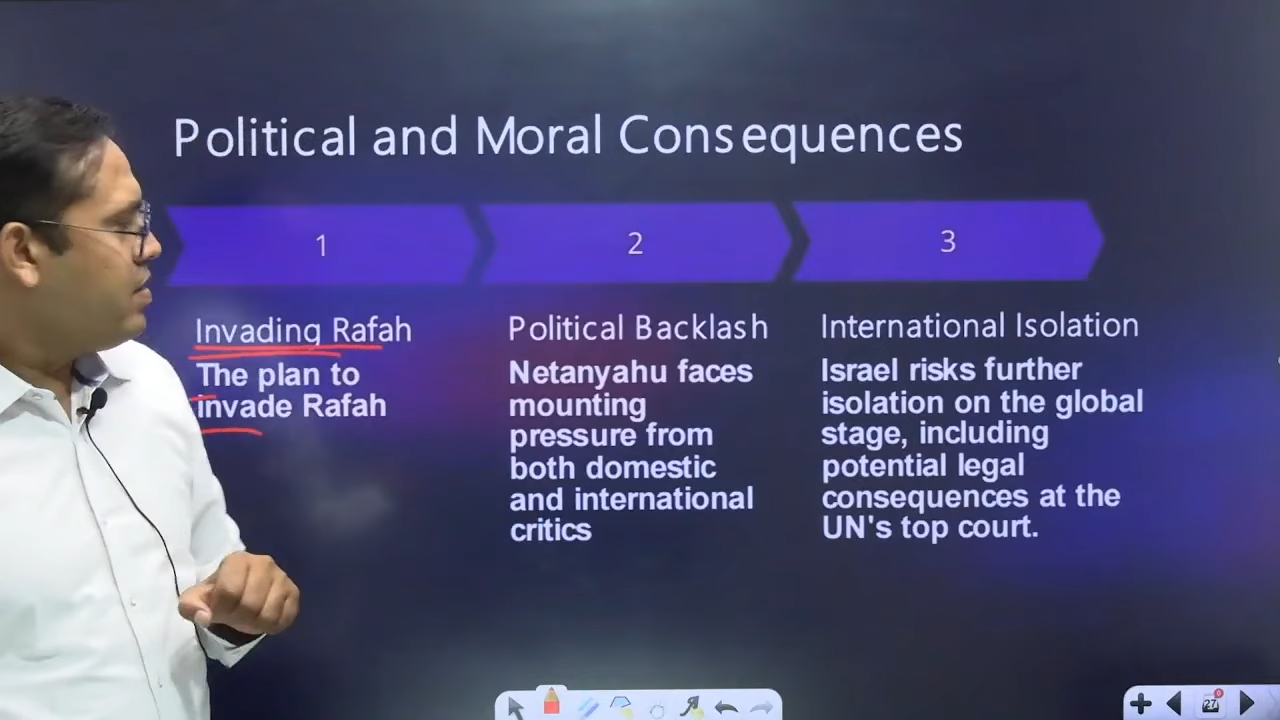 Political and Moral Consequences
1
2
3
Invading Rafah
The plan to
invade Rafah
Political Backlash
Netanyahu faces
mounting
pressure from
both domestic
and international
critics
International Isolation
Israel risks further
isolation on the global
stage, including
potential legal
consequences at the
UN's top court.
27